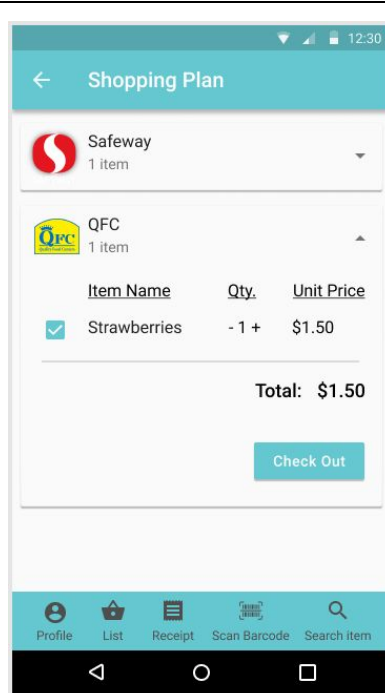 12:30
Shopping Plan
Safeway
1 item
QFC
QFC
1 item
Item Name Qty. Unit Price
Strawberries - 1 + $1.50
Total: $1.50
Check Out
Profile List Receipt Scan Barcode Search item